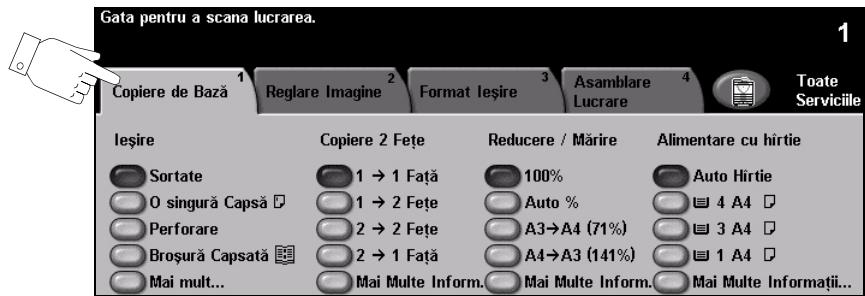 Gata pentru a scana lucrarea.
1
Copiere de Bază 1
Reglare Imagine 2
Format Ieşire 3
Asamblare Lucrare 4
Toate Serviciile
Ieşire
Sortate
O singură Capsă
Perforare
Broşură Capsată
Mai mult...
Copiere 2 Feţe
1 → 1 Faţă
1 → 2 Feţe
2 → 2 Feţe
2 → 1 Faţă
Mai Multe Inform.
Reducere / Mărire
100%
Auto %
A3→A4 (71%)
A4→A3 (141%)
Mai Multe Inform.
Alimentare cu hîrtie
Auto Hîrtie
4 A4
3 A4
1 A4
Mai Multe Informaţii...